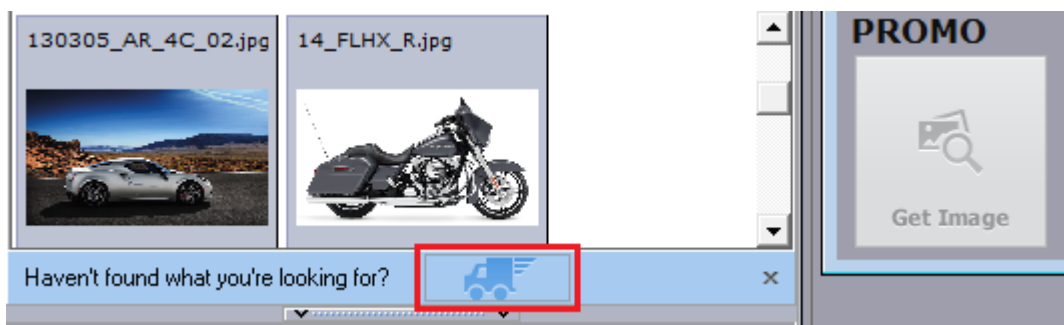 130305_AR_4C_02.jpg
14_FLHX_R.jpg
PROMO
Get Image
Haven't found what you're looking for?